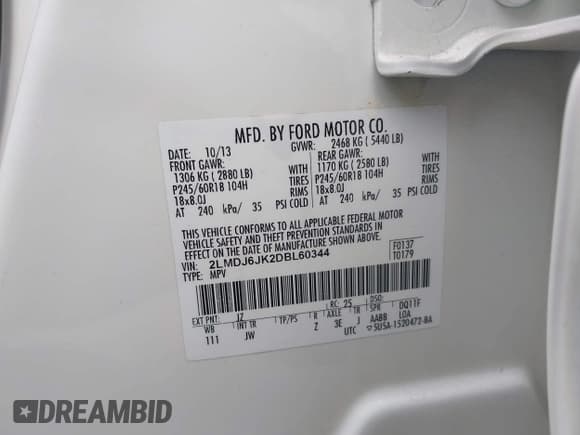 MFD. BY FORD MOTOR CO.
DATE: 10/13 GVWR: 2468 KG ( 5440 LB)
FRONT GAWR: REAR GAWR:
1306 KG ( 2880 LB) WITH 1170 KG ( 2580 LB) WITH
P245/60R18 104H TIRES P245/60R18 104H TIRES
18x8.0J RIMS 18x8.0J RIMS
AT 240 kPa/ 35 PSI COLD AT 240 kPa/ 35 PSI COLD
THIS VEHICLE CONFORMS TO ALL APPLICABLE FEDERAL MOTOR
VEHICLE SAFETY AND THEFT PREVENTION STANDARDS IN
EFFECT ON THE DATE OF MANUFACTURE SHOWN ABOVE.
VIN: 2LMDJ6JK2DBL60344 F0137
TYPE: MPV T0179
EXT PNT: JZ RC: 25 DSO:
WB INT TR TP/PS R AXLE TR SPR DQ11F
111 JW Z 3E J AABB LOA
UTC 5U5A-1520472-BA
DREAMBID